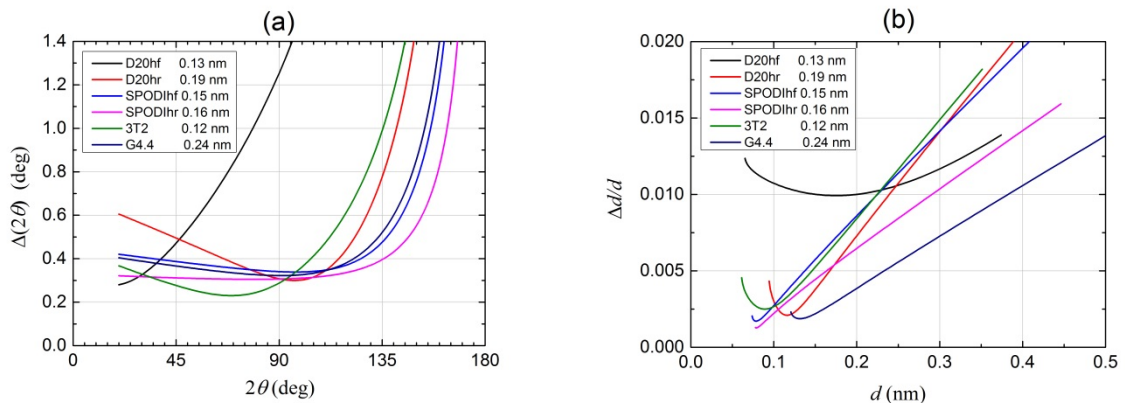 (a)
1.4
1.2
1.0
0.8
0.6
0.4
0.2
0.0
Δ(2θ) (deg)
D20hf 0.13 nm
D20hr 0.19 nm
SPODIhf 0.15 nm
SPODIhr 0.16 nm
3T2 0.12 nm
G4.4 0.24 nm
0 45 90 135 180
2θ (deg)
(b)
0.020
0.015
0.010
0.005
0.000
Δd/d
D20hf 0.13 nm
D20hr 0.19 nm
SPODIhf 0.15 nm
SPODIhr 0.16 nm
3T2 0.12 nm
G4.4 0.24 nm
0.0 0.1 0.2 0.3 0.4 0.5
d (nm)